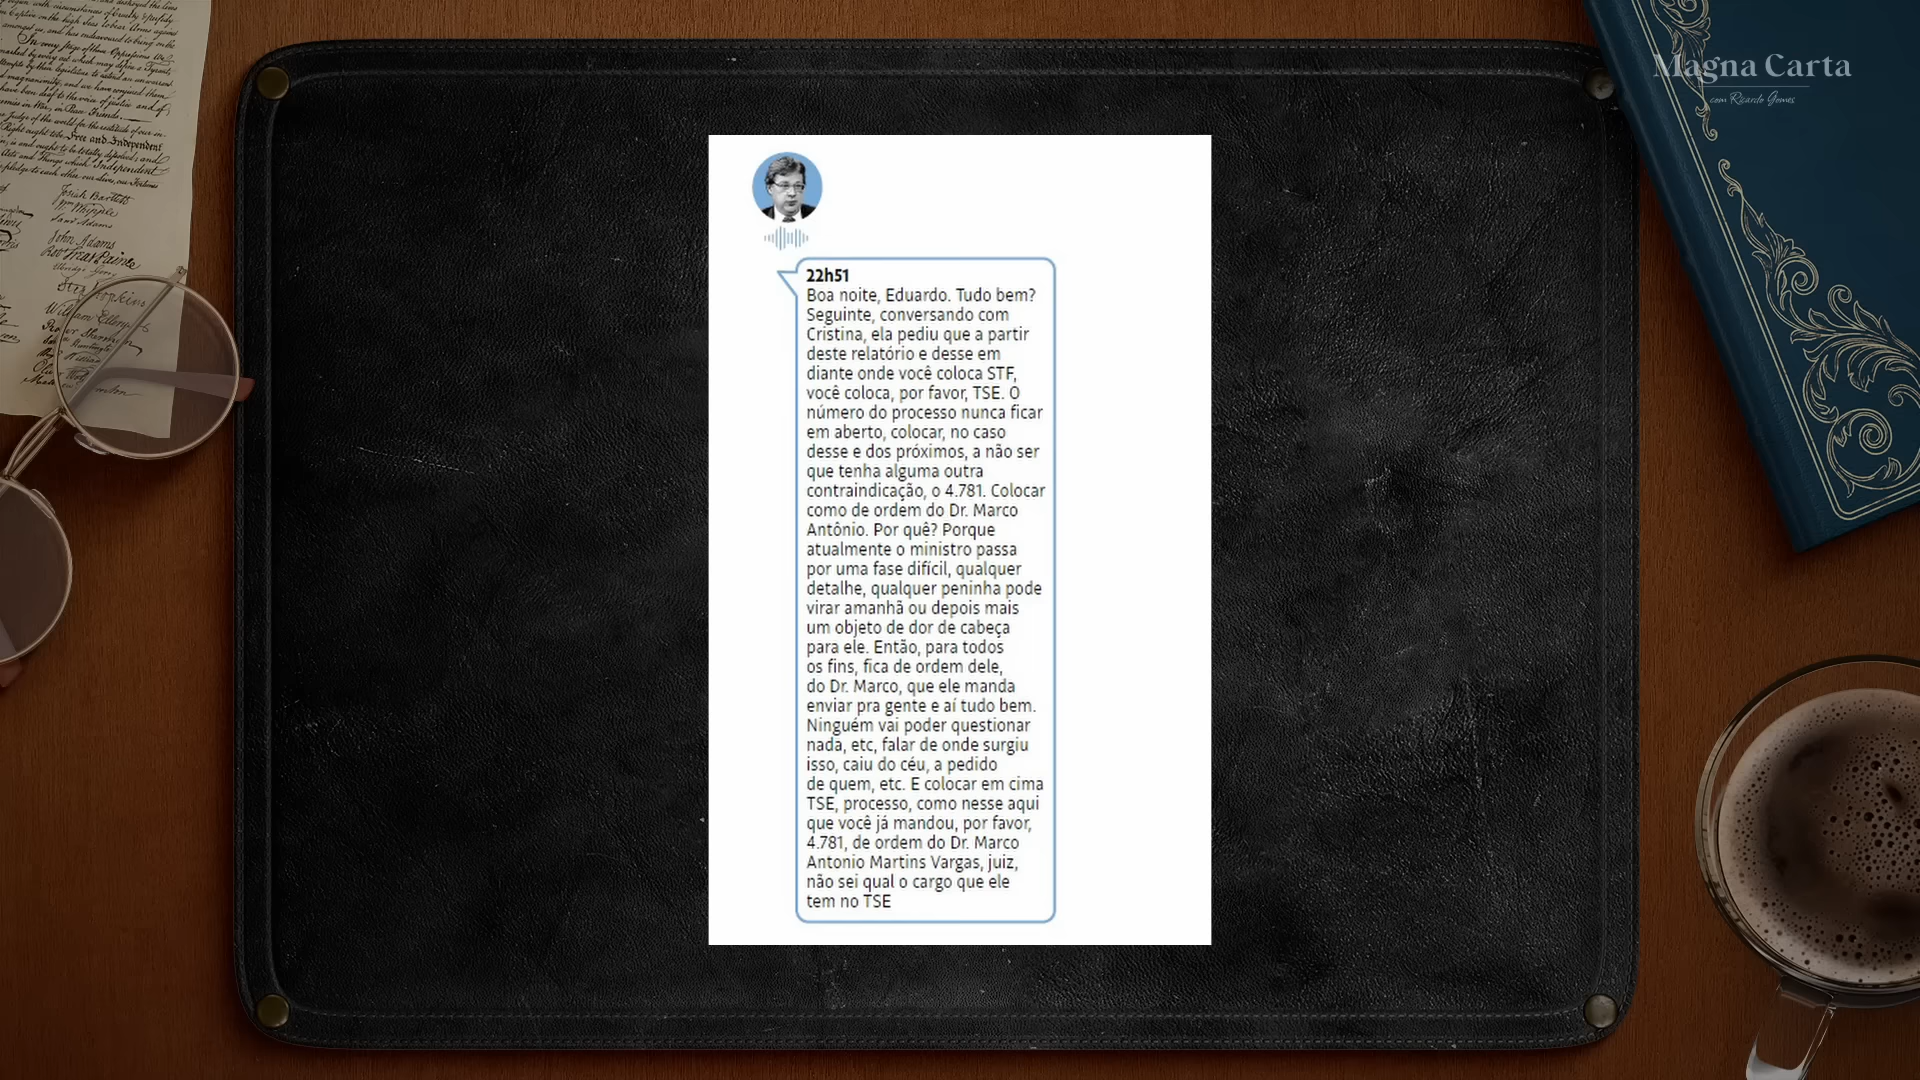 Magna Carta
com Ricardo Gomes
Free and Independent
John Adams
22h51
Boa noite, Eduardo. Tudo bem?
Seguinte, conversando com
Cristina, ela pediu que a partir
deste relatório e desse em
diante onde você coloca STF,
você coloca, por favor, TSE. O
número do processo nunca ficar
em aberto, colocar, no caso
desse e dos próximos, a não ser
que tenha alguma outra
contraindicação, o 4.781. Colocar
como de ordem do Dr. Marco
Antônio. Por quê? Porque
atualmente o ministro passa
por uma fase difícil, qualquer
detalhe, qualquer peninha pode
virar amanhã ou depois mais
um objeto de dor de cabeça
para ele. Então, para todos
os fins, fica de ordem dele,
do Dr. Marco, que ele manda
enviar pra gente e aí tudo bem.
Ninguém vai poder questionar
nada, etc, falar de onde surgiu
isso, caiu do céu, a pedido
de quem, etc. E colocar em cima
TSE, processo, como nesse aqui
que você já mandou, por favor,
4.781, de ordem do Dr. Marco
Antonio Martins Vargas, juiz,
não sei qual o cargo que ele
tem no TSE